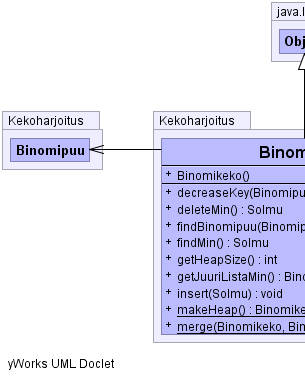 java.l
Obj
Kekoharjoitus
Kekoharjoitus
Binomipuu
Binom
+ Binomikeko()
+ decreaseKey(Binomipu
+ deleteMin() : Solmu
+ findBinomipuu(Binomip
+ findMin() : Solmu
+ getHeapSize() : int
+ getJuuriListaMin() : Bino
+ insert(Solmu) : void
+ makeHeap() : Binomike
+ merge(Binomikeko, Bin
yWorks UML Doclet